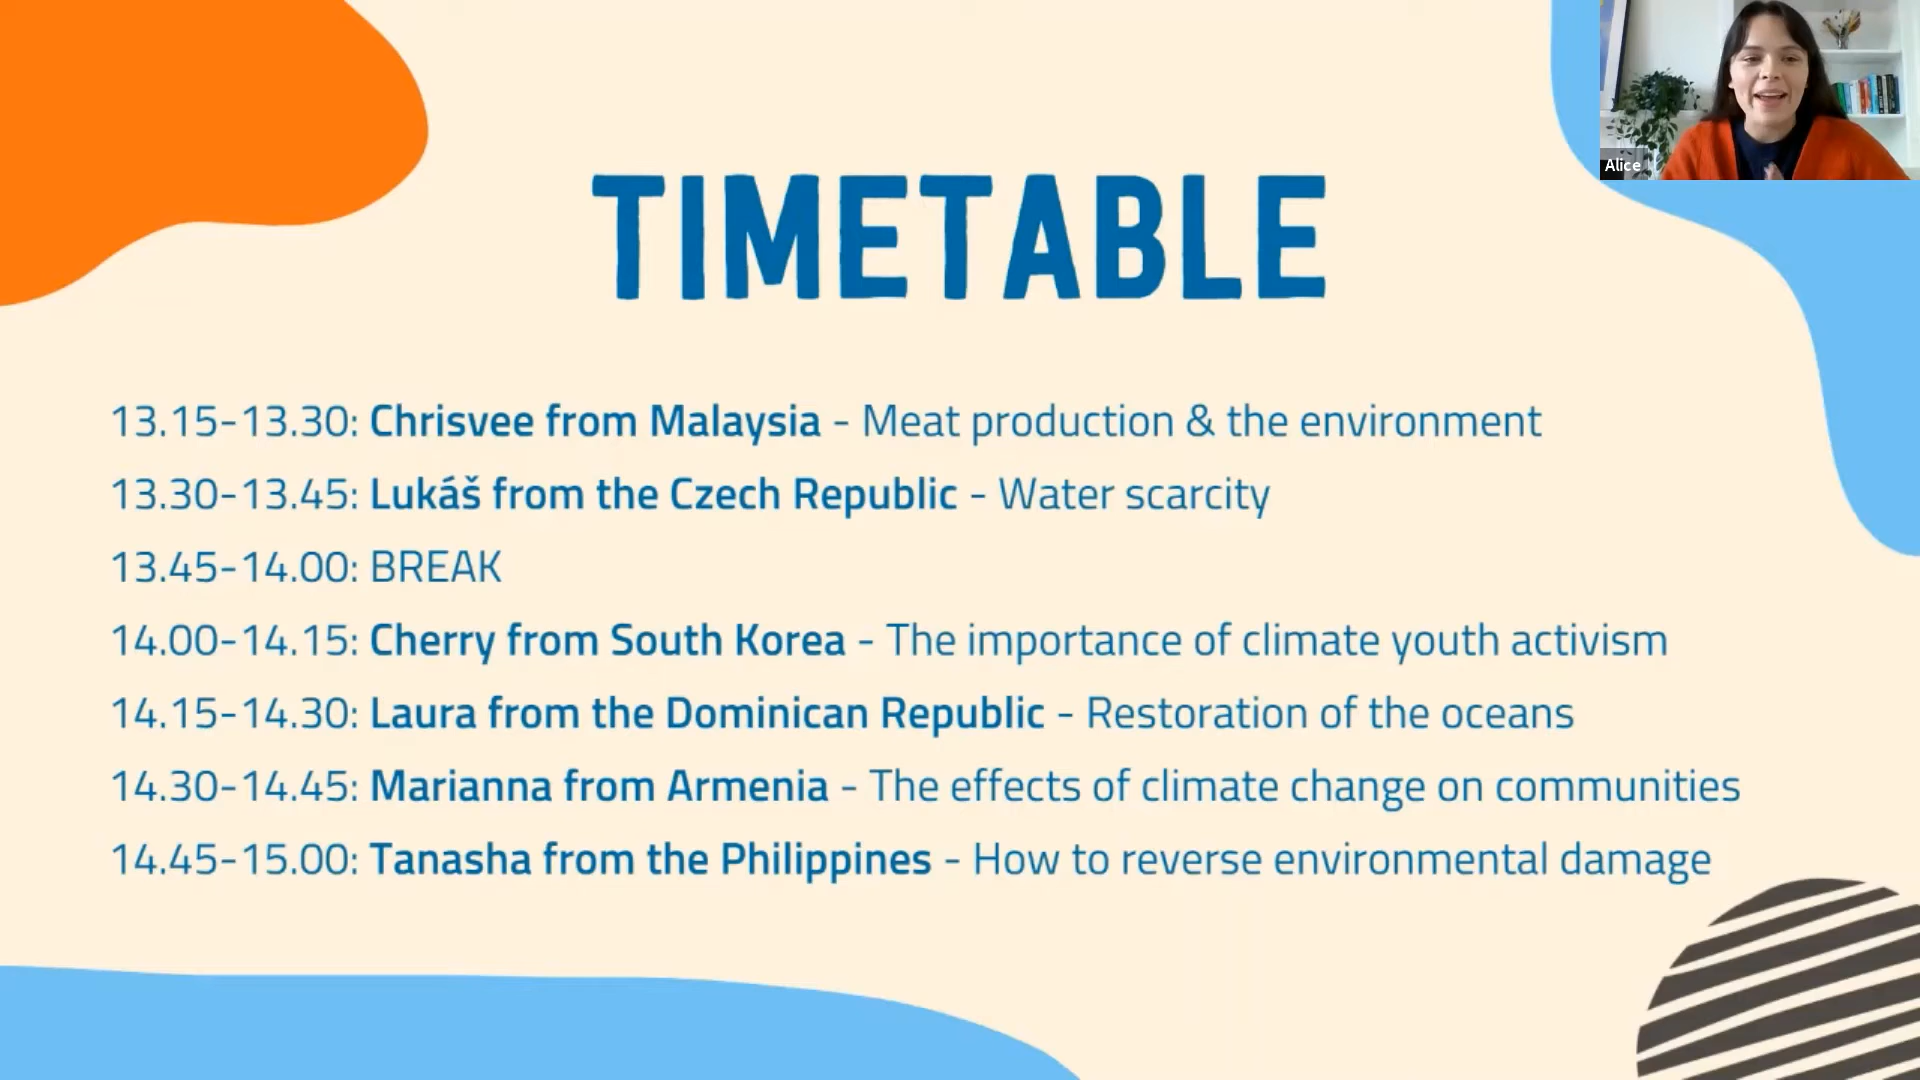 Alice
TIMETABLE
13.15-13.30: Chrisvee from Malaysia - Meat production & the environment
13.30-13.45: Lukáš from the Czech Republic - Water scarcity
13.45-14.00: BREAK
14.00-14.15: Cherry from South Korea - The importance of climate youth activism
14.15-14.30: Laura from the Dominican Republic - Restoration of the oceans
14.30-14.45: Marianna from Armenia - The effects of climate change on communities
14.45-15.00: Tanasha from the Philippines - How to reverse environmental damage